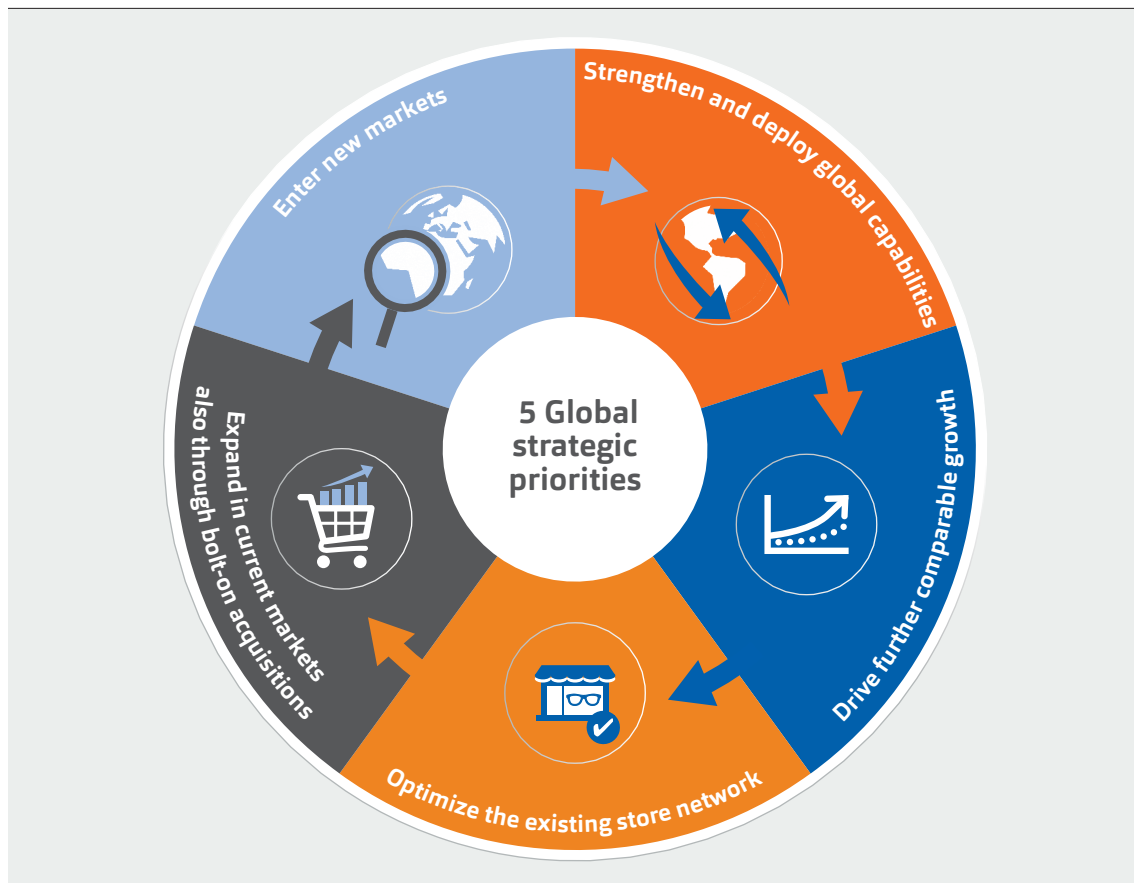 5 Global
strategic
priorities
Strengthen and deploy global capabilities
Drive further comparable growth
Optimize the existing store network
Expand in current markets
also through bolt-on acquisitions
Enter new markets